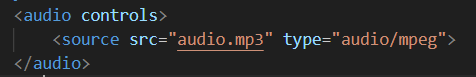 <audio controls>
    <source src="audio.mp3" type="audio/mpeg">
</audio>